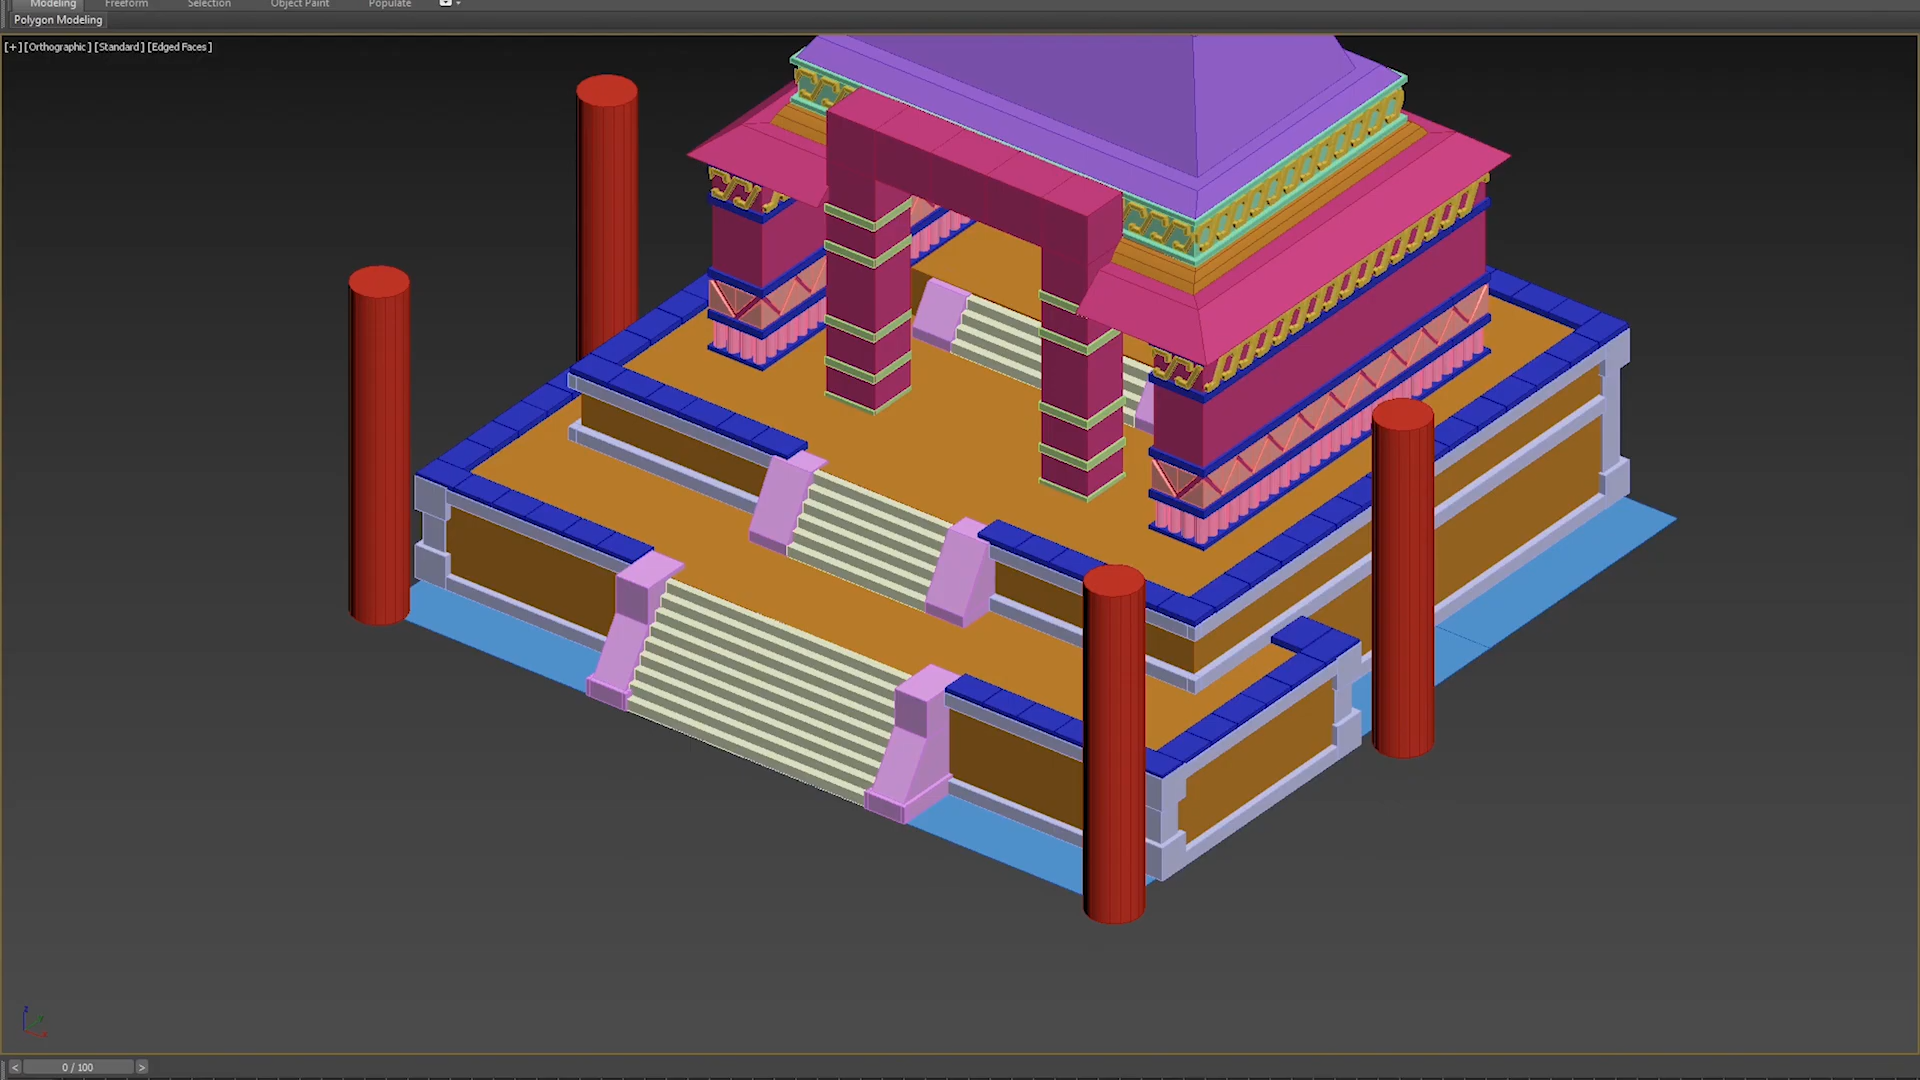 Modeling Freeform Selection Object Paint Populate
Polygon Modeling
[+] [Orthographic] [Standard] [Edged Faces]
z
x
< 0 / 100 >